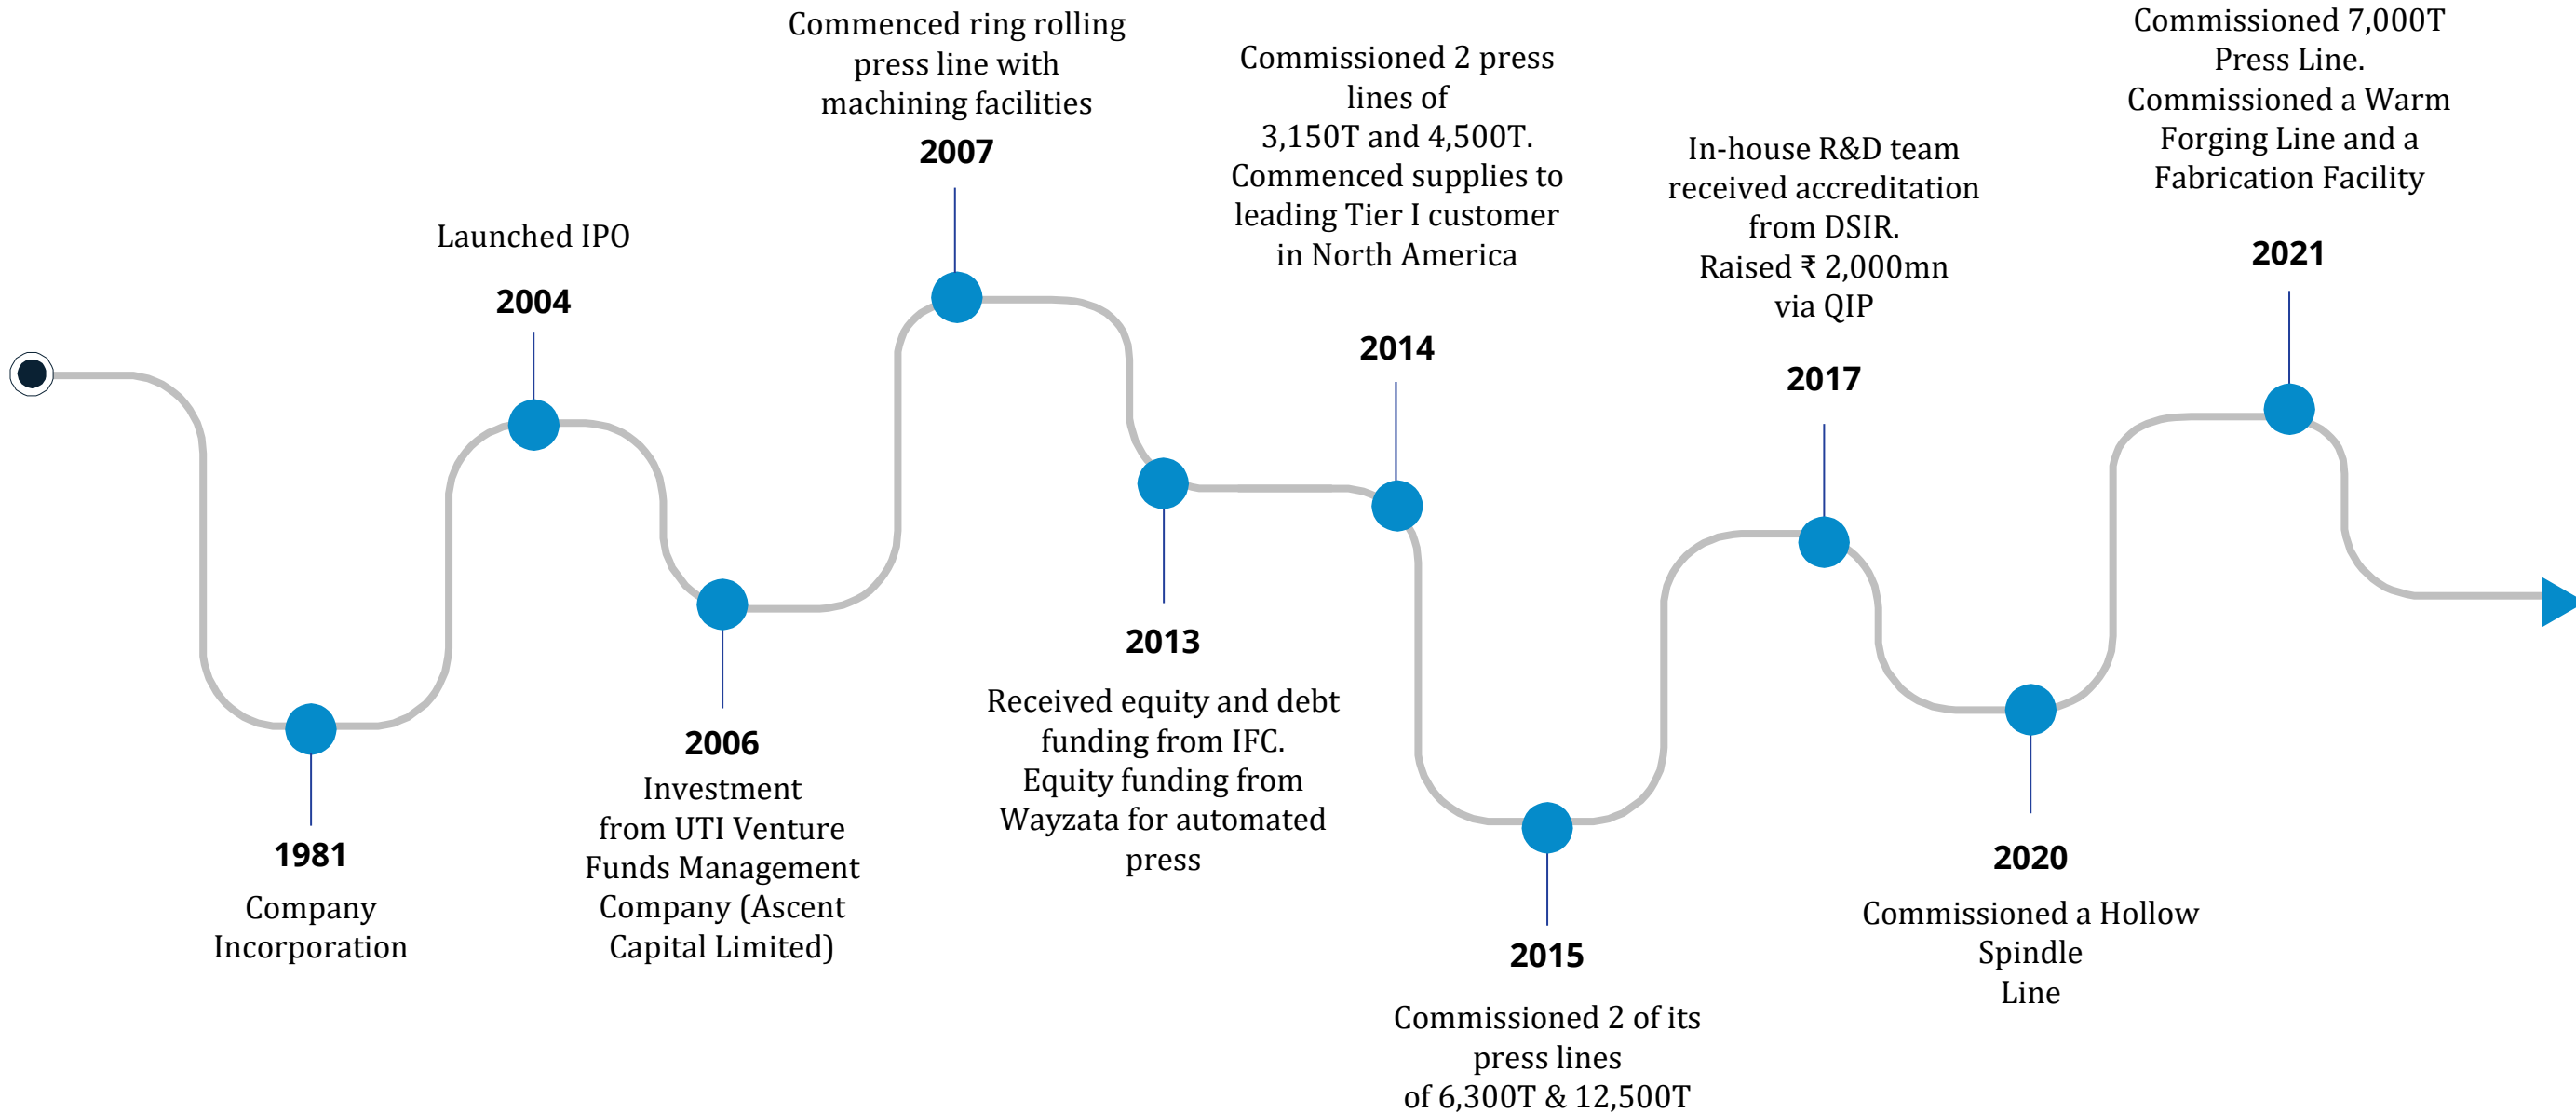 1981
Company
Incorporation
Launched IPO
2004
2006
Investment
from UTI Venture
Funds Management
Company (Ascent
Capital Limited)
Commenced ring rolling
press line with
machining facilities
2007
2013
Received equity and debt
funding from IFC.
Equity funding from
Wayzata for automated
press
Commissioned 2 press
lines of
3,150T and 4,500T.
Commenced supplies to
leading Tier I customer
in North America
2014
2015
Commissioned 2 of its
press lines
of 6,300T & 12,500T
In-house R&D team
received accreditation
from DSIR.
Raised ₹ 2,000mn
via QIP
2017
2020
Commissioned a Hollow
Spindle
Line
Commissioned 7,000T
Press Line.
Commissioned a Warm
Forging Line and a
Fabrication Facility
2021